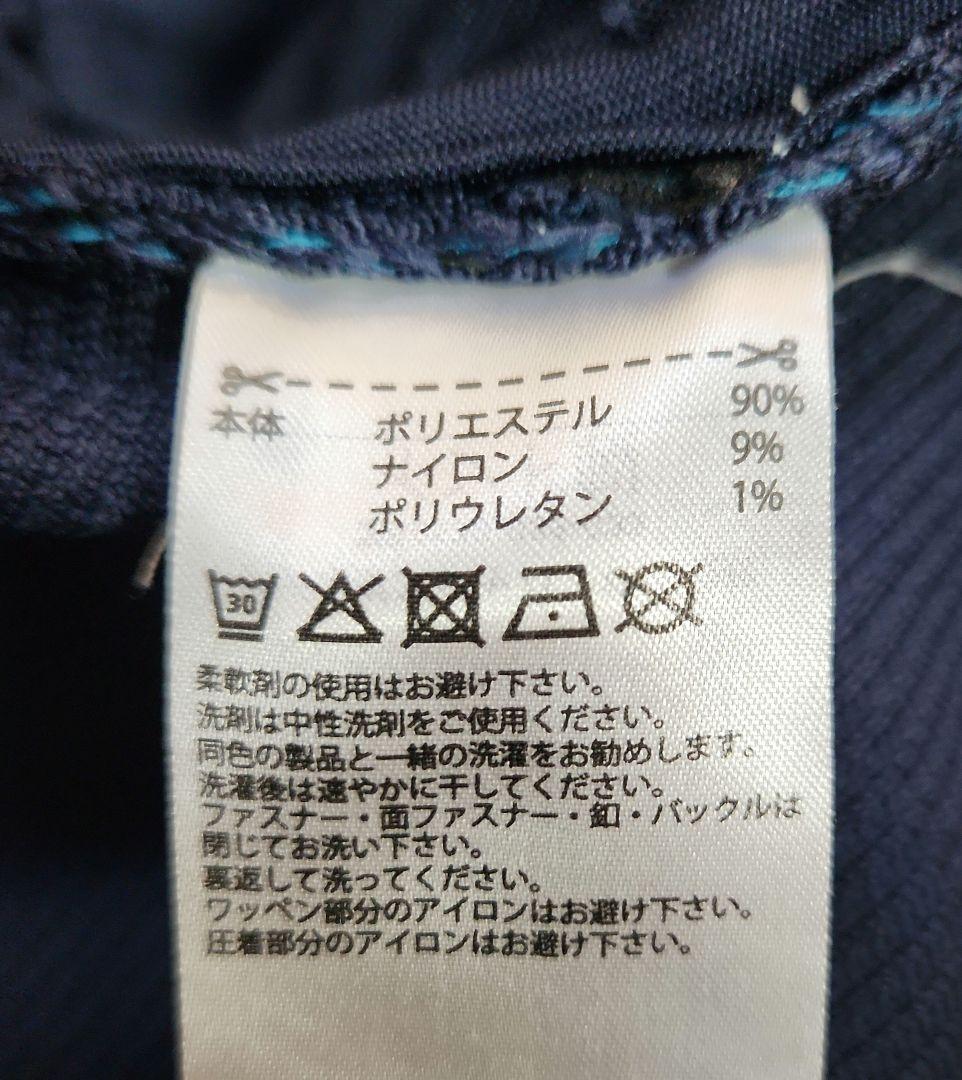 本体 ポリエステル 90%
ナイロン 9%
ポリウレタン 1%
30
柔軟剤の使用はお避け下さい。
洗剤は中性洗剤をご使用ください。
同色の製品と一緒の洗濯をお勧めします。
洗濯後は速やかに干してください。
ファスナー・面ファスナー・釦・バックルは
閉じてお洗い下さい。
裏返して洗ってください。
ワッペン部分のアイロンはお避け下さい。
圧着部分のアイロンはお避け下さい。